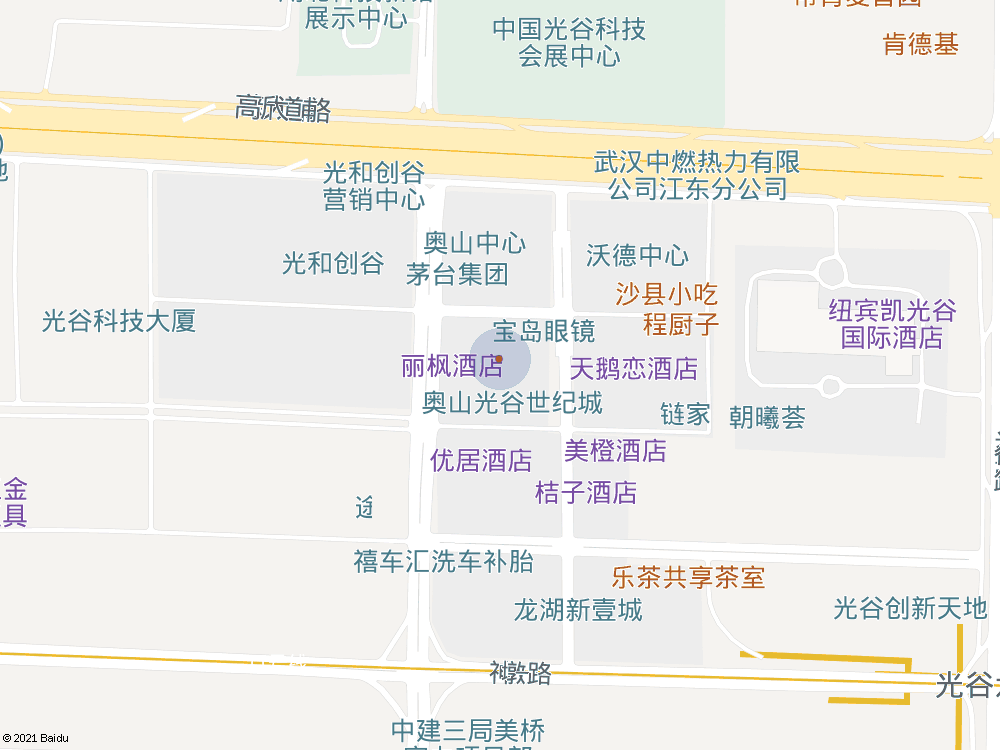 展示中心
中国光谷科技
会展中心
肯德基
光和创谷
营销中心
武汉中燃热力有限
公司江东分公司
奥山中心
茅台集团
光和创谷
沃德中心
沙县小吃
程厨子
光谷科技大厦
宝岛眼镜
纽宾凯光谷
国际酒店
丽枫酒店
天鹅恋酒店
奥山光谷世纪城
链家
朝曦荟
优居酒店
美橙酒店
桔子酒店
金
具
禧车汇洗车补胎
乐茶共享茶室
龙湖新壹城
光谷创新天地
路
光谷
中建三局美桥
© 2021 Baidu